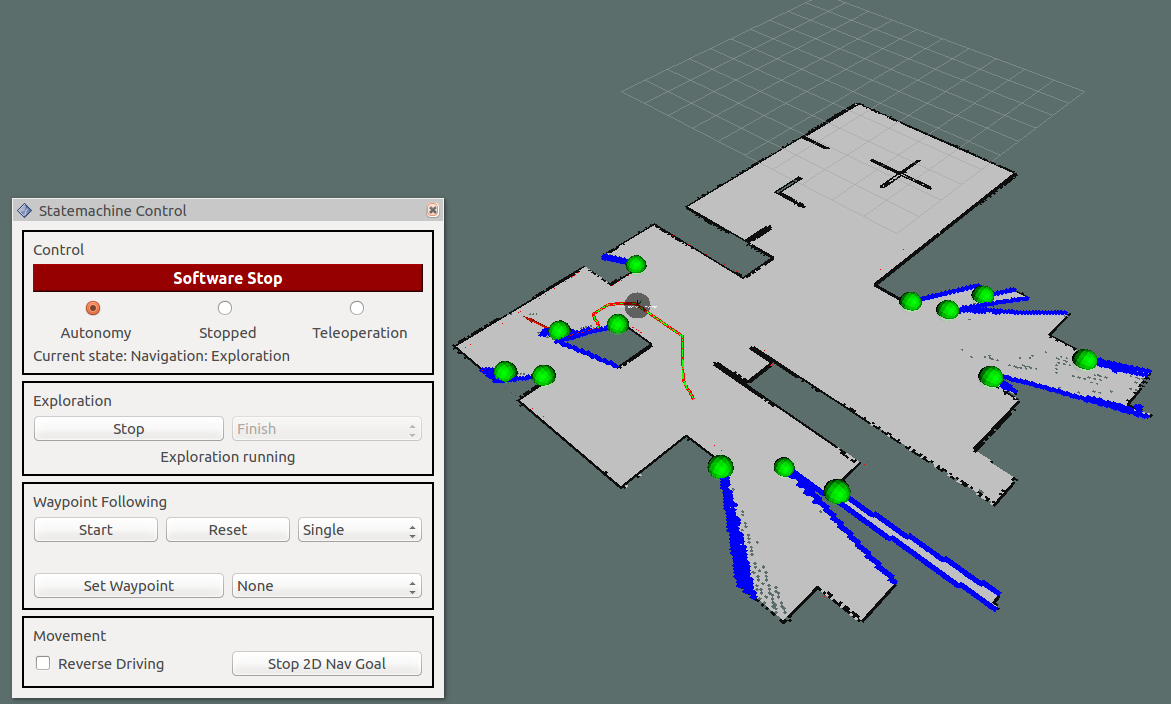 Statemachine Control
Control
Software Stop
Autonomy Stopped Teleoperation
Current state: Navigation: Exploration
Exploration
Stop Finish
Exploration running
Waypoint Following
Start Reset Single
Set Waypoint None
Movement
Reverse Driving Stop 2D Nav Goal